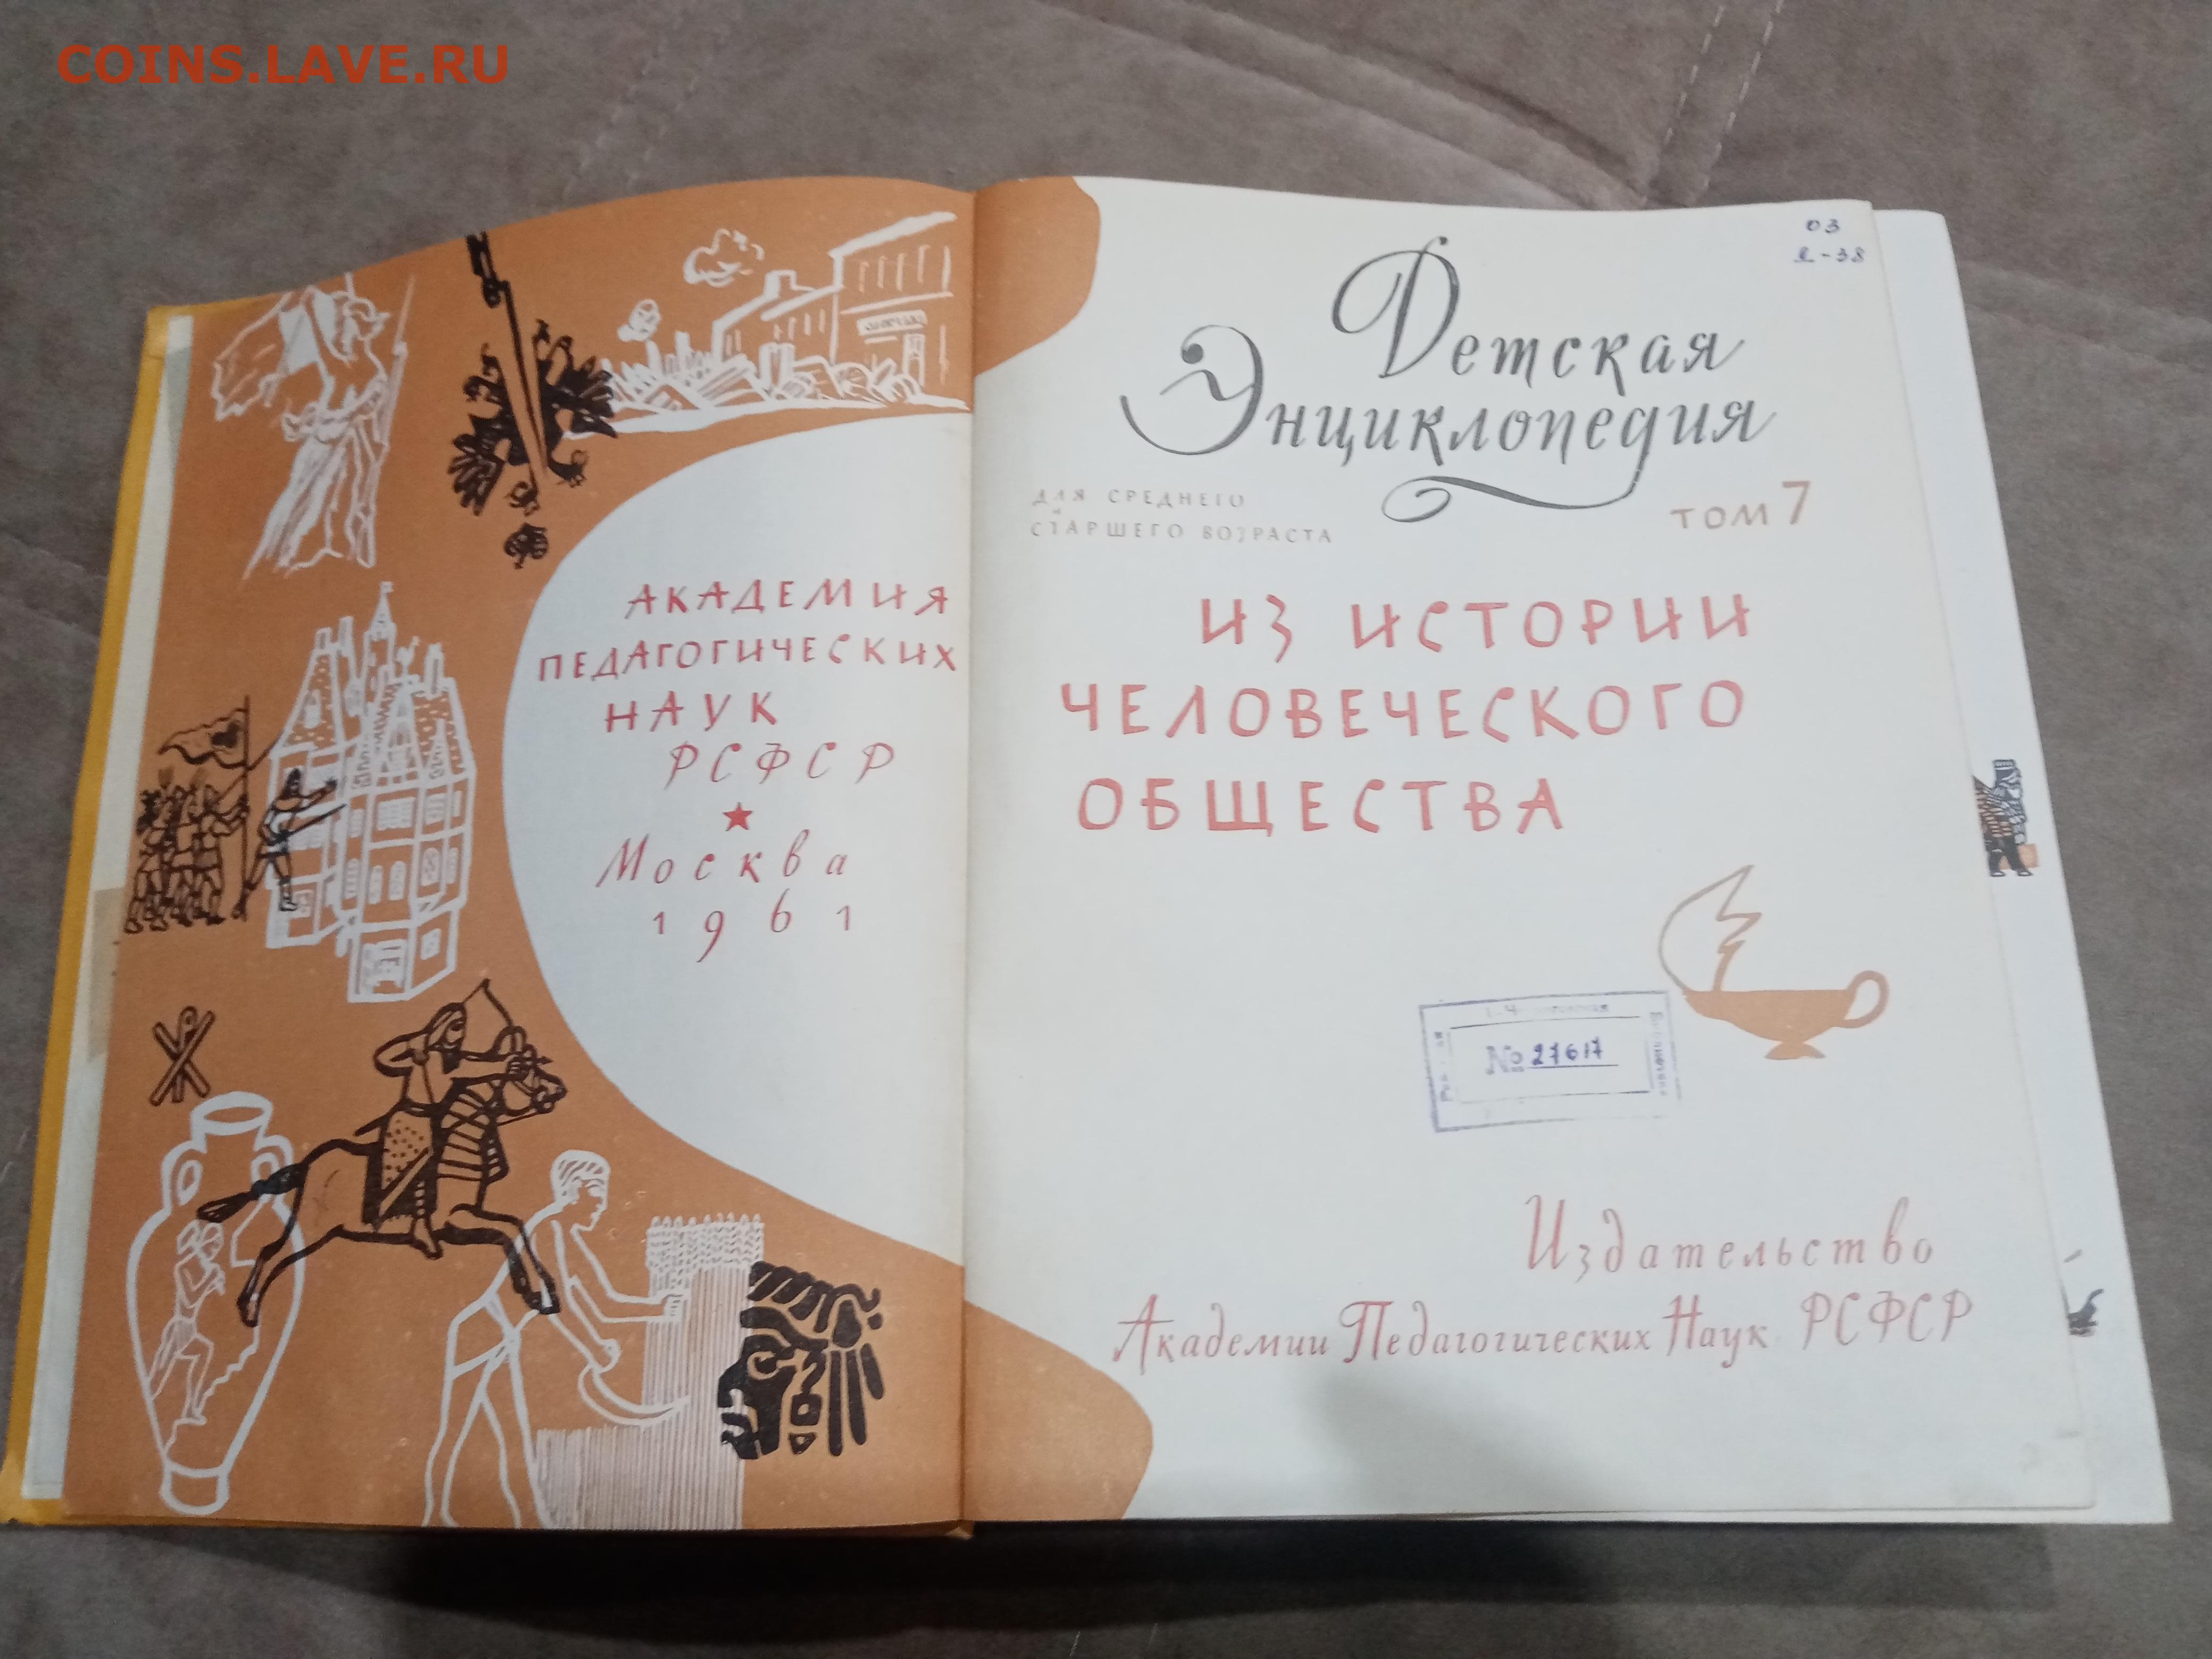 COINS.LAVE.RU
АКАДЕМИЯ
ПЕДАГОГИЧЕСКИХ
НАУК
РСФСР
Москва
1961
03
Детская
Энциклопедия
ДЛЯ СРЕДНЕГО
И
СТАРШЕГО ВОЗРАСТА
ТОМ 7
ИЗ ИСТОРИИ
ЧЕЛОВЕЧЕСКОГО
ОБЩЕСТВА
№ 27617
Издательство
Академии Педагогических Наук РСФСР